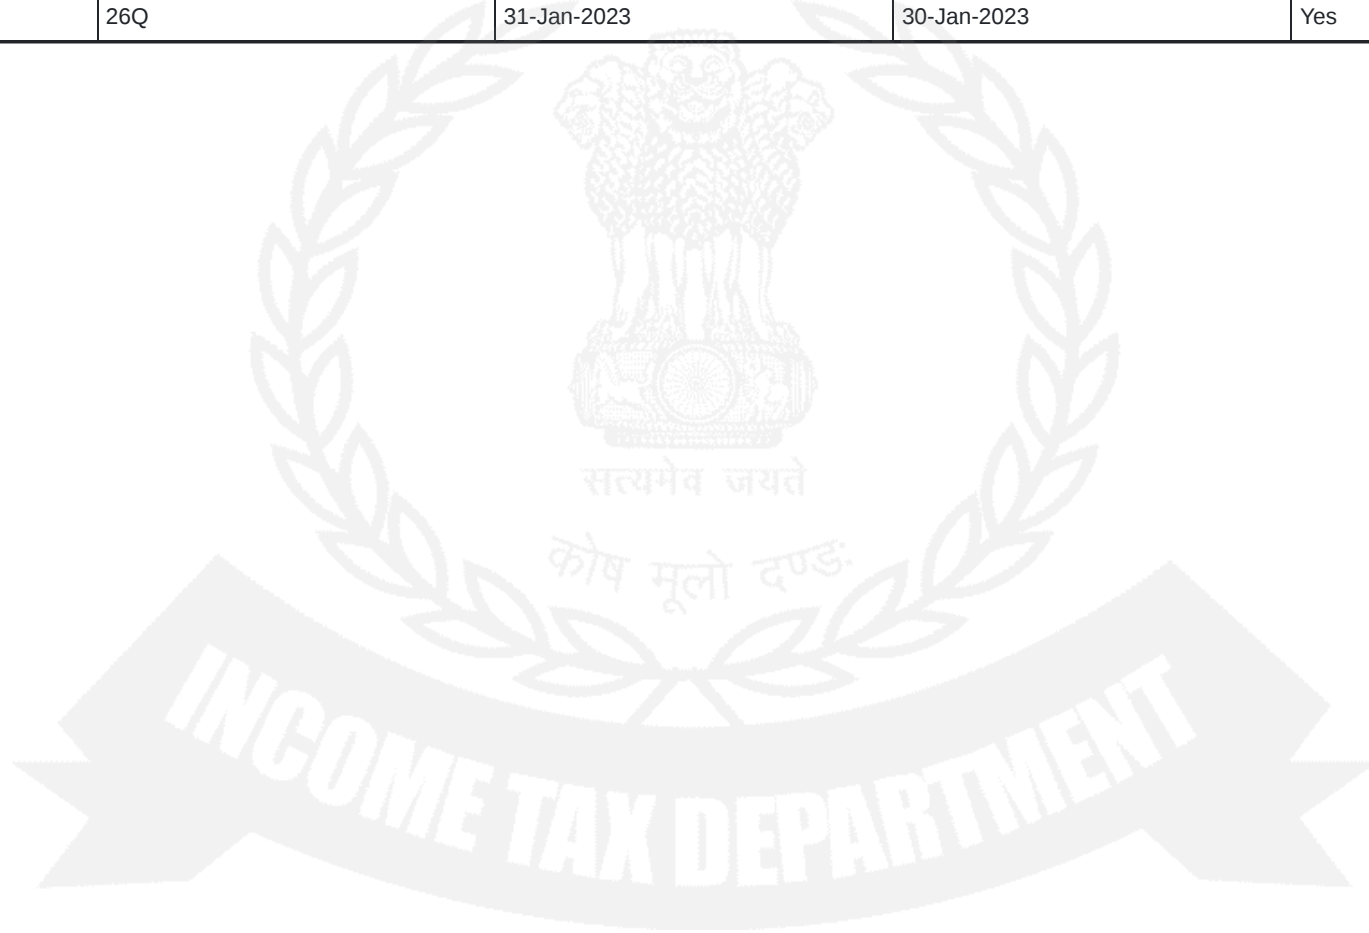 26Q 31-Jan-2023 30-Jan-2023 Yes
सत्यमेव जयते
कोष मूलो दण्डः
INCOME TAX DEPARTMENT